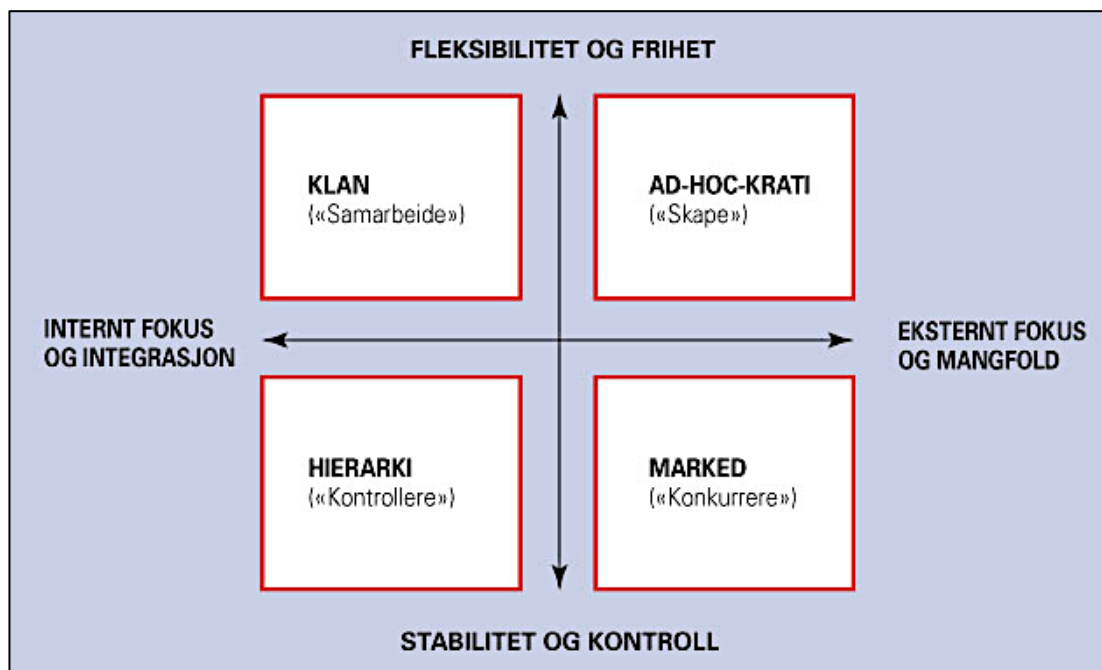 FLEKSIBILITET OG FRIHET
KLAN
(«Samarbeide»)
AD-HOC-KRATI
(«Skape»)
INTERNT FOKUS
OG INTEGRASJON
EKSTERNT FOKUS
OG MANGFOLD
HIERARKI
(«Kontrollere»)
MARKED
(«Konkurrere»)
STABILITET OG KONTROLL